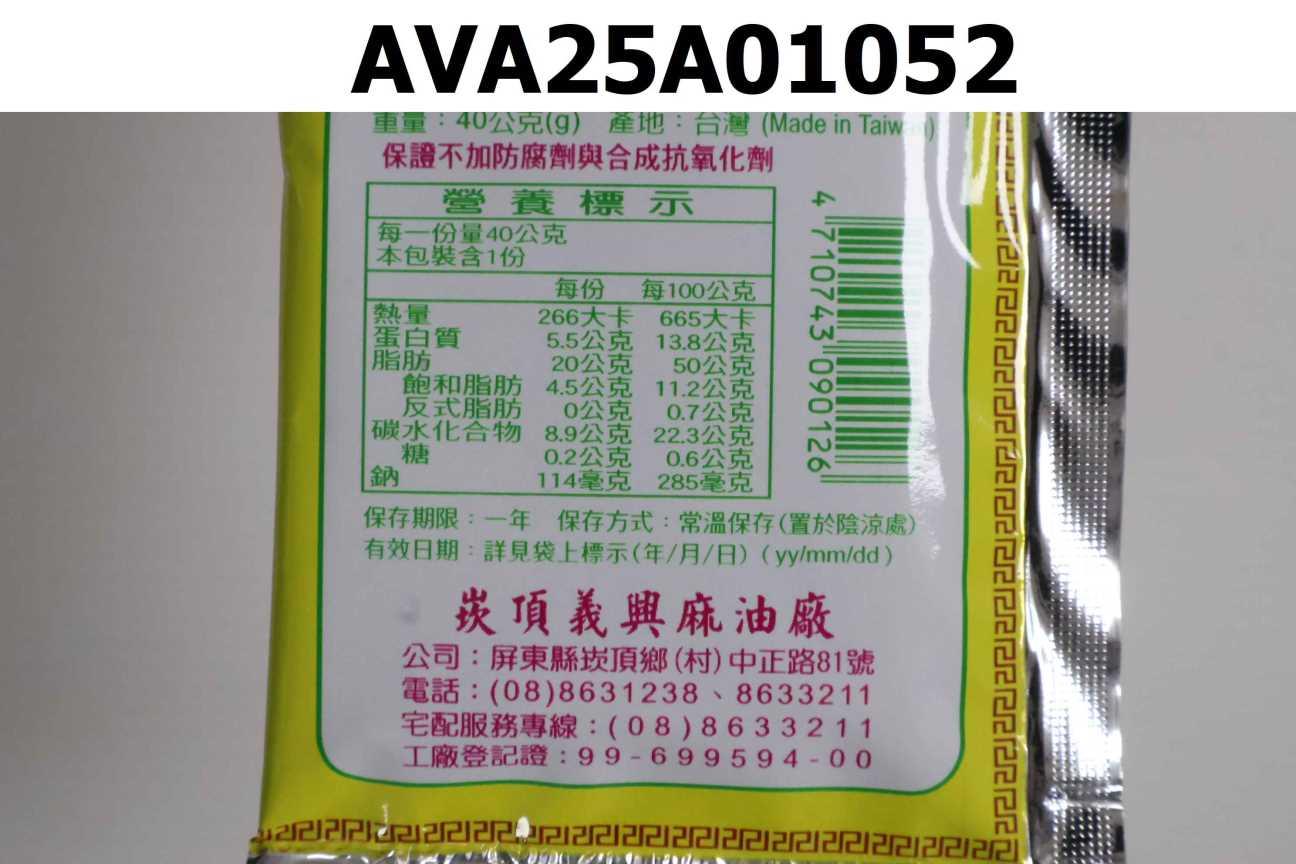 AVA25A01052
重量：40公克(g) 產地：台灣 (Made in Taiwan)
保證不加防腐劑與合成抗氧化劑
營養標示
每一份量40公克
本包裝含1份
每份 每100公克
熱量 266大卡 665大卡
蛋白質 5.5公克 13.8公克
脂肪 20公克 50公克
飽和脂肪 4.5公克 11.2公克
反式脂肪 0公克 0.7公克
碳水化合物 8.9公克 22.3公克
糖 0.2公克 0.6公克
鈉 114毫克 285毫克
4 710743 090126
保存期限：一年 保存方式：常溫保存(置於陰涼處)
有效日期：詳見袋上標示(年/月/日)（yy/mm/dd）
崁頂義興麻油廠
公司：屏東縣崁頂鄉(村)中正路81號
電話：(08)8631238、8633211
宅配服務專線：(08)8633211
工廠登記證：99-699594-00